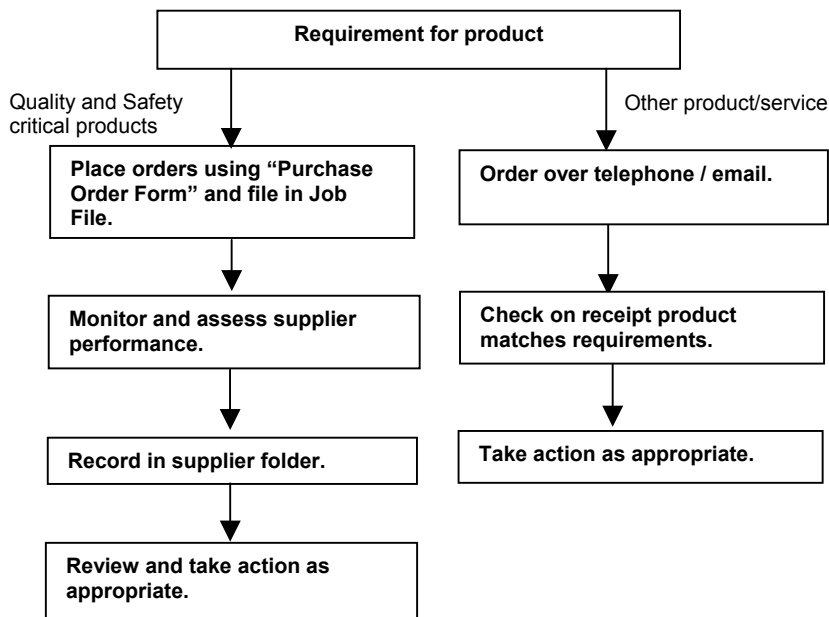 Requirement for product
Quality and Safety
critical products
Other product/service
Place orders using “Purchase
Order Form” and file in Job
File.
Order over telephone / email.
Monitor and assess supplier
performance.
Check on receipt product
matches requirements.
Record in supplier folder.
Take action as appropriate.
Review and take action as
appropriate.